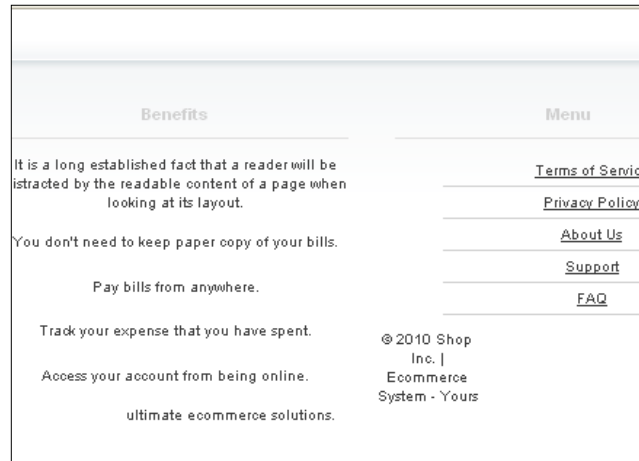 Benefits
It is a long established fact that a reader will be
istracted by the readable content of a page when
looking at its layout.
You don't need to keep paper copy of your bills.
Pay bills from anywhere.
Track your expense that you have spent.
Access your account from being online.
ultimate ecommerce solutions.
Menu
Terms of Servic
Privacy Policy
About Us
Support
FAQ
© 2010 Shop
Inc. |
Ecommerce
System - Yours